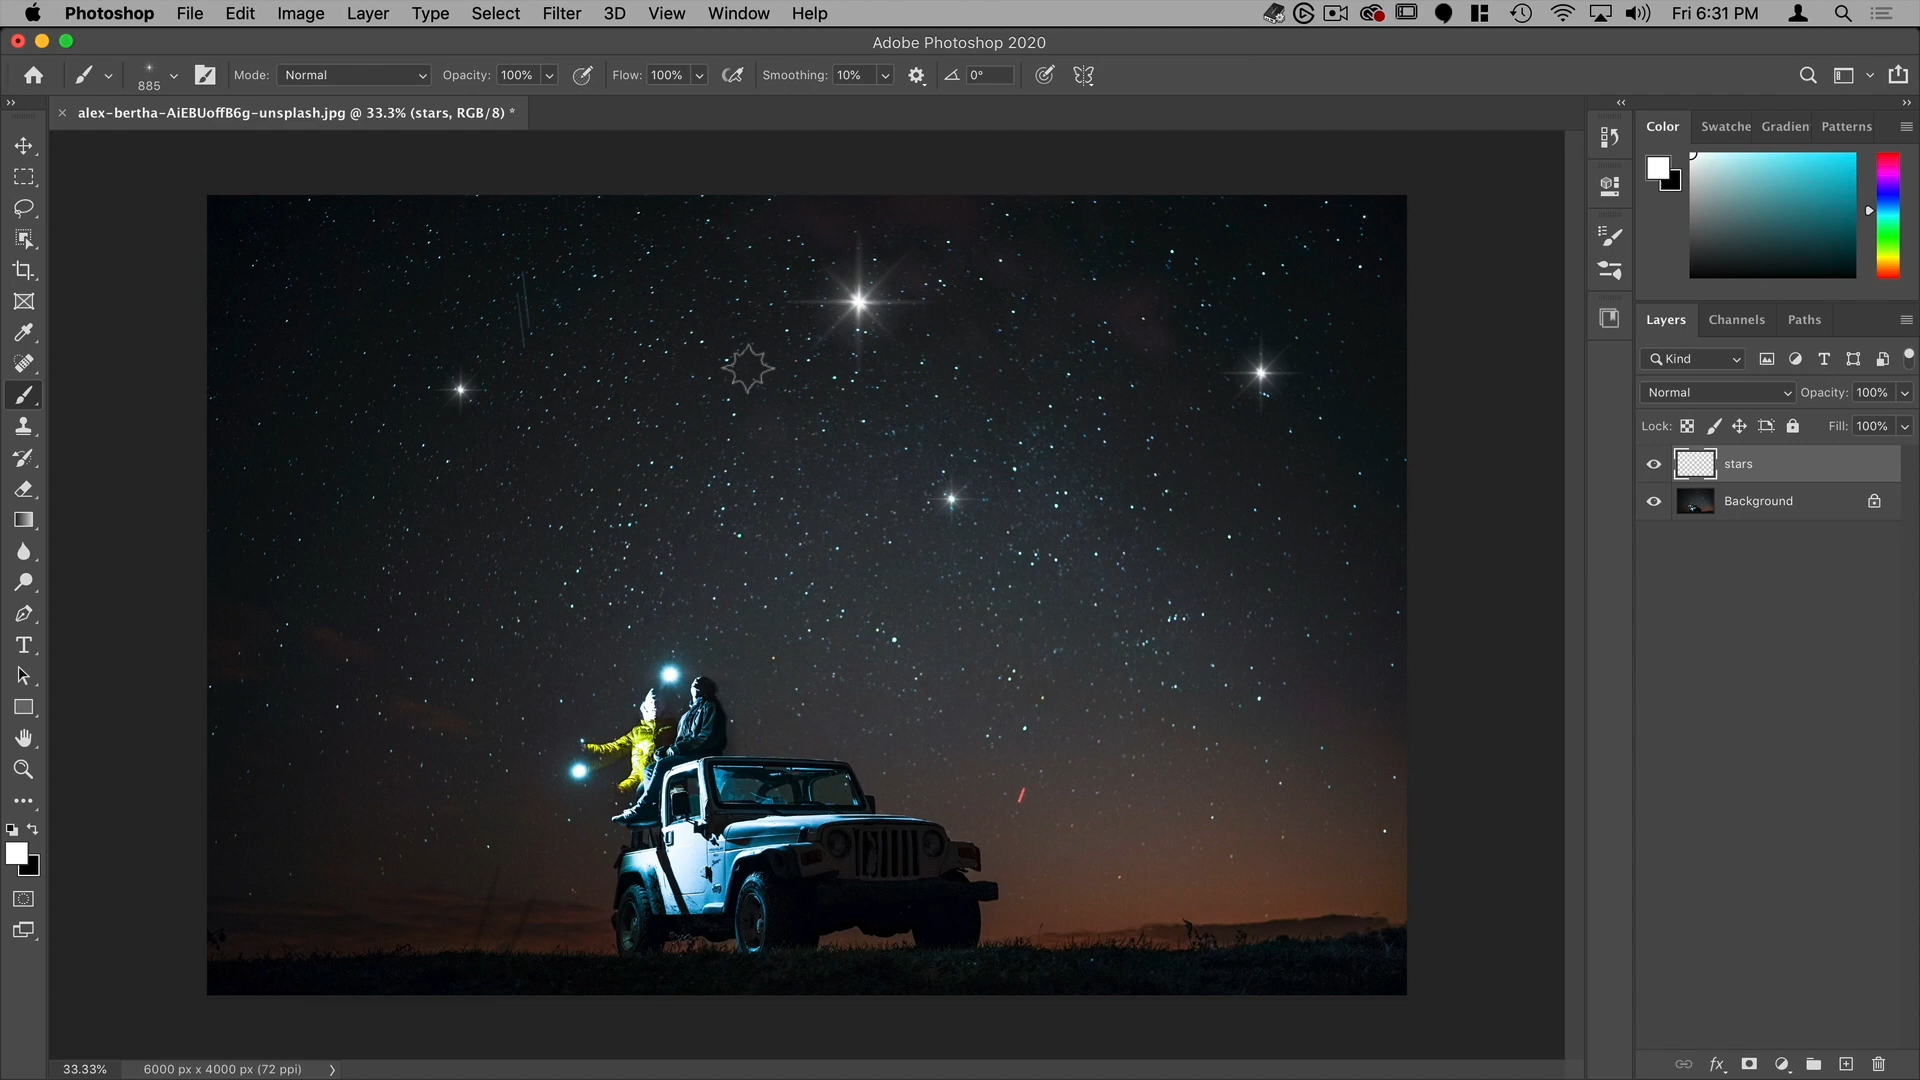 Photoshop File Edit Image Layer Type Select Filter 3D View Window Help Fri 6:31 PM
Adobe Photoshop 2020
885 Mode: Normal Opacity: 100% Flow: 100% Smoothing: 10% 0°
alex-bertha-AiEBUoffB6g-unsplash.jpg @ 33.3% (stars, RGB/8) *
Color Swatche Gradien Patterns
Layers Channels Paths
Kind
Normal Opacity: 100%
Lock: Fill: 100%
stars
Background
33.33% 6000 px x 4000 px (72 ppi)